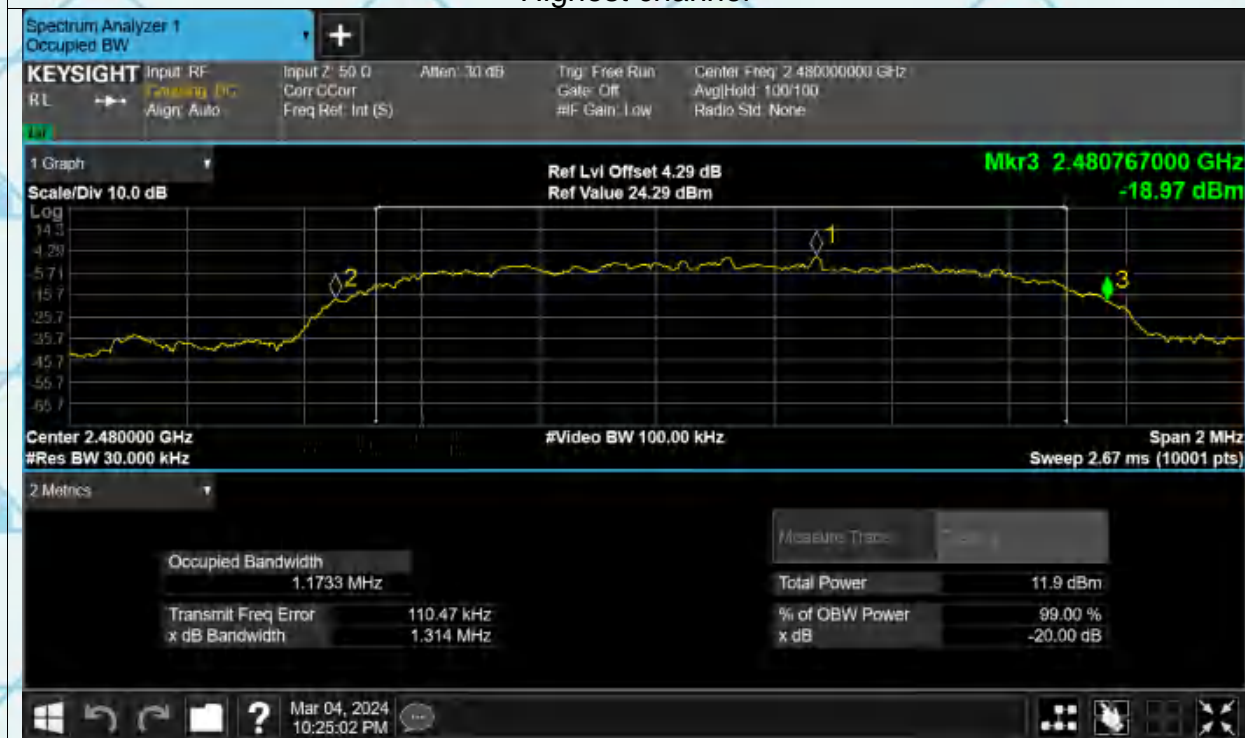 Highest channel
Spectrum Analyzer 1
Occupied BW
KEYSIGHT
RL
Input: RF
Coupling: DC
Align: Auto
Input Z: 50 Ω
Corr CCorr
Freq Ref: Int (S)
Atten: 30 dB
Trig: Free Run
Gate: Off
#IF Gain: Low
Center Freq: 2.480000000 GHz
Avg|Hold: 100/100
Radio Std: None
1 Graph
Scale/Div 10.0 dB
Ref Lvl Offset 4.29 dB
Ref Value 24.29 dBm
Mkr3 2.480767000 GHz
-18.97 dBm
Log
14.3
4.29
-5.71
-15.7
-25.7
-35.7
-45.7
-55.7
-65.7
1
2
3
Center 2.480000 GHz
#Res BW 30.000 kHz
#Video BW 100.00 kHz
Span 2 MHz
Sweep 2.67 ms (10001 pts)
2 Metrics
Occupied Bandwidth
1.1733 MHz
Transmit Freq Error 110.47 kHz
x dB Bandwidth 1.314 MHz
Measure Trace
Total Power 11.9 dBm
% of OBW Power 99.00 %
x dB -20.00 dB
?
Mar 04, 2024
10:25:02 PM